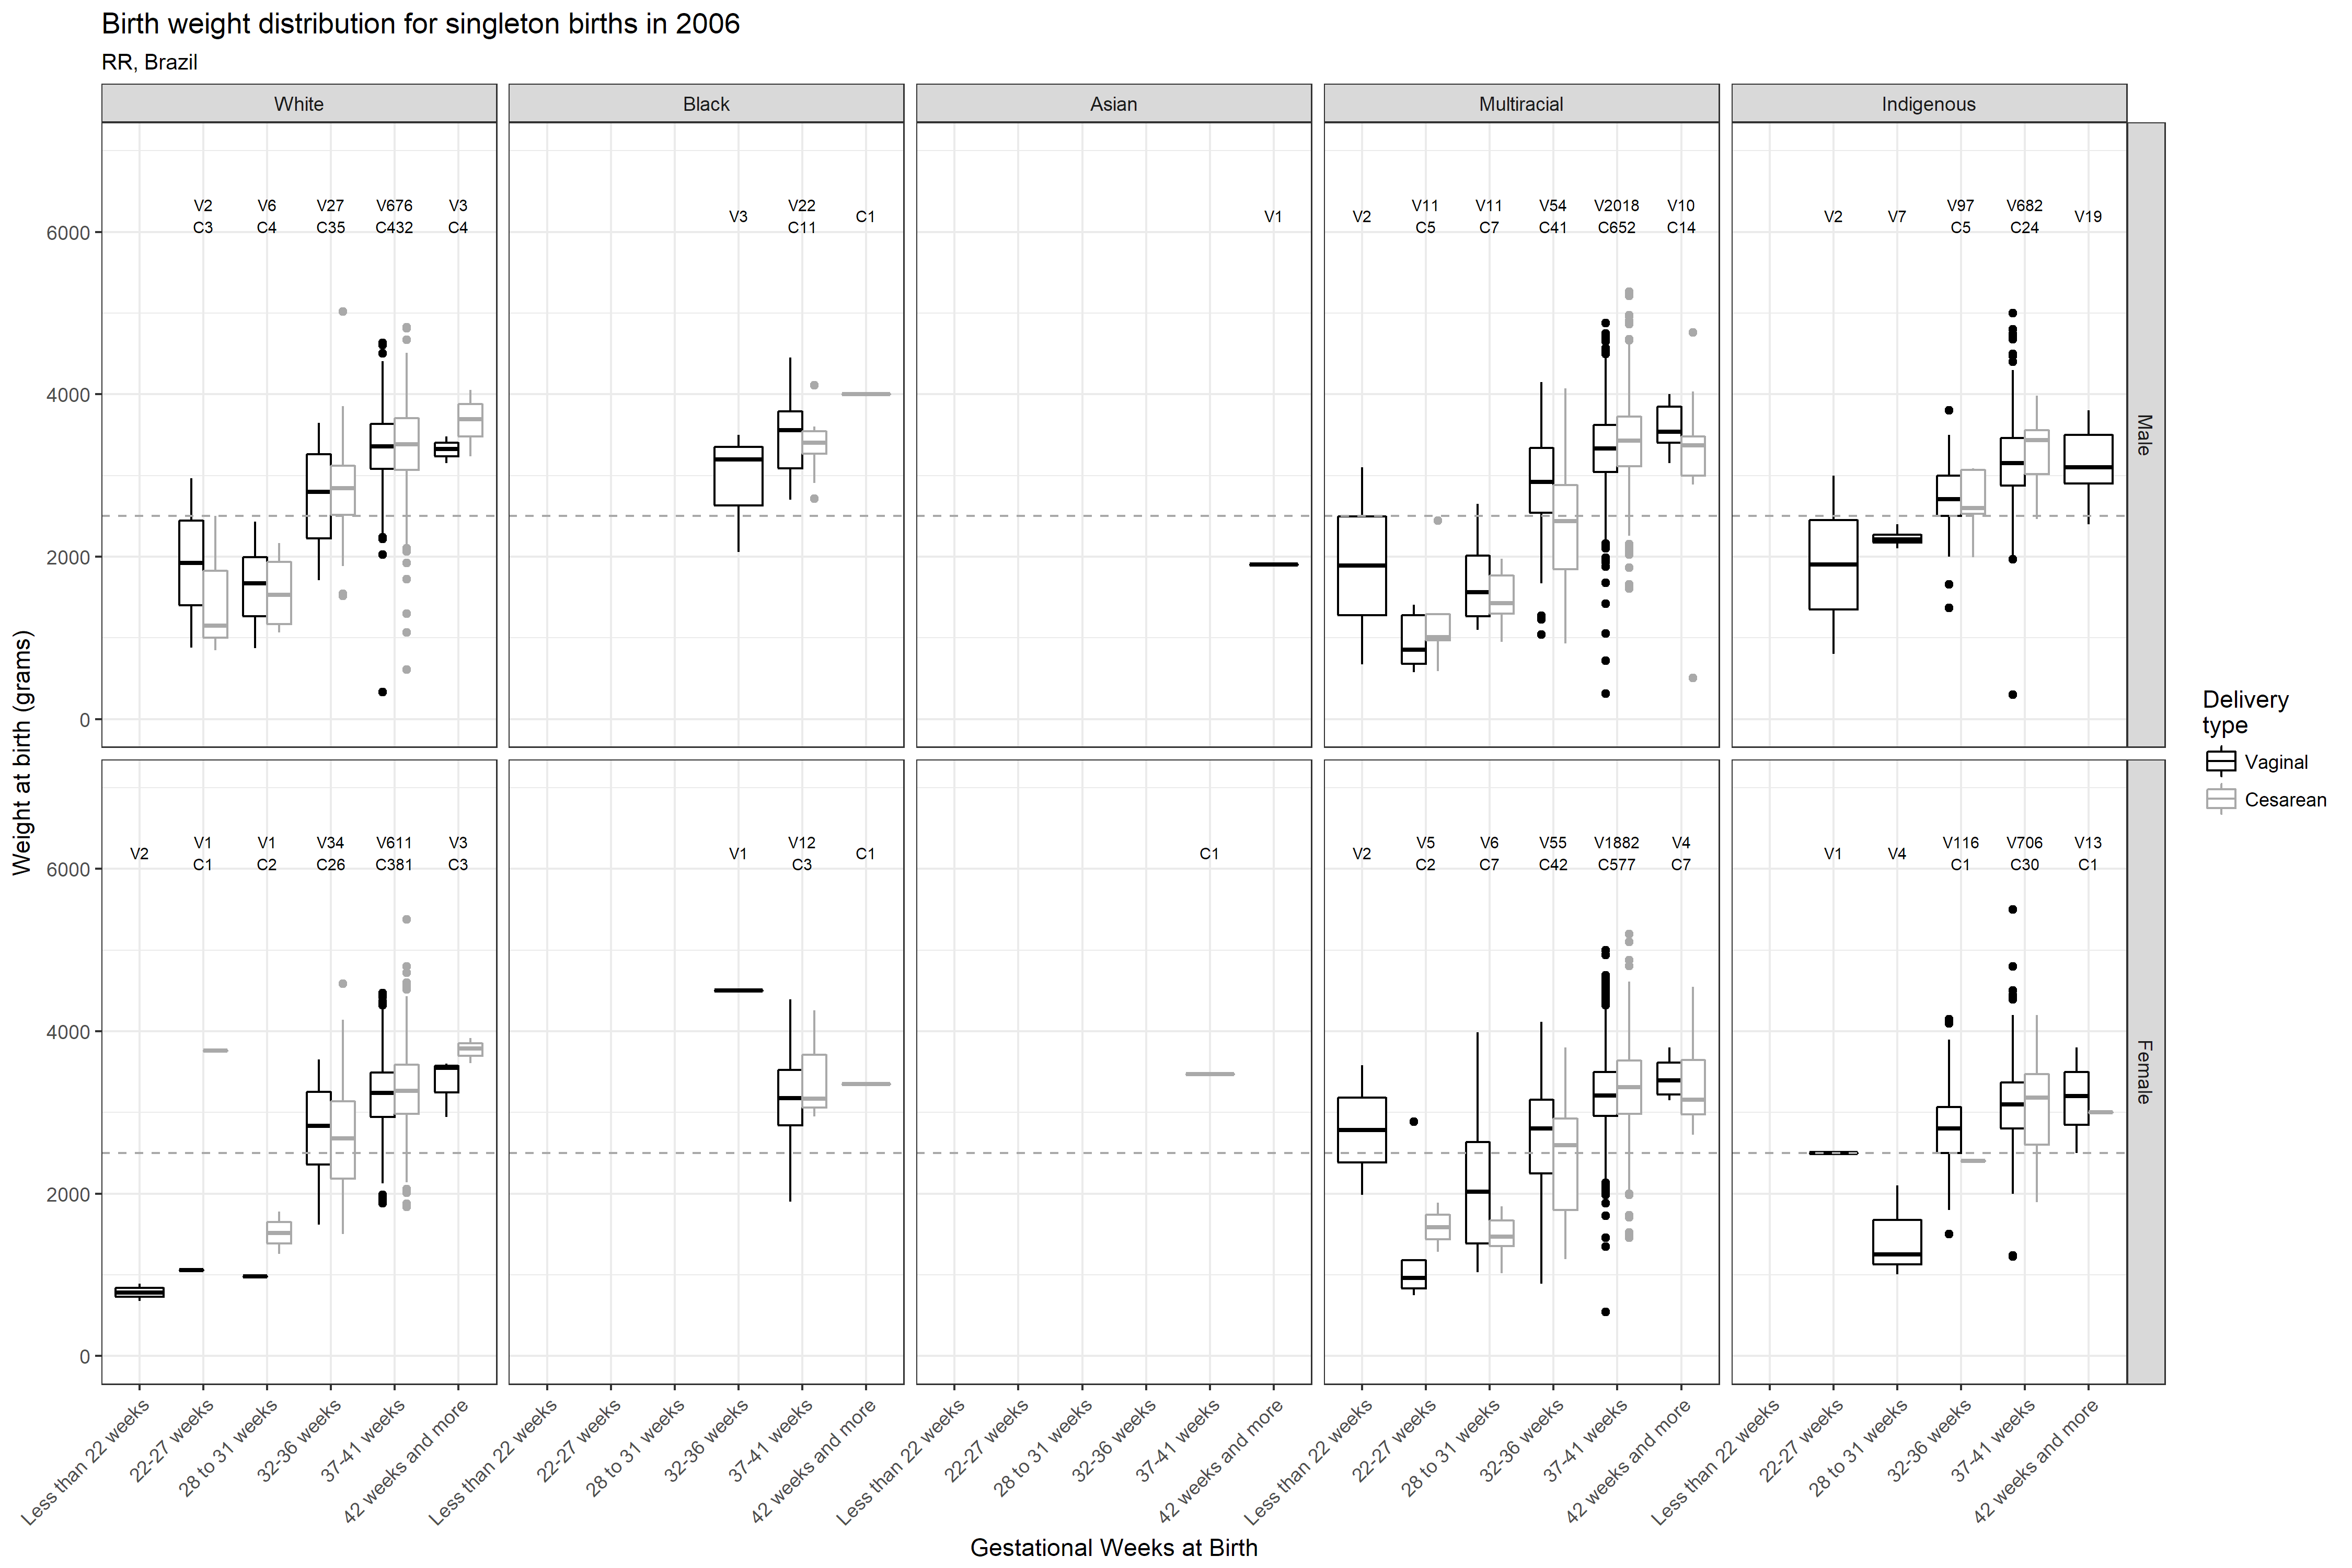 Birth weight distribution for singleton births in 2006
RR, Brazil
White Black Asian Multiracial Indigenous
V2 V6 V27 V676 V3 V3 V22 C1 V1 V2 V11 V11 V54 V2018 V10 V2 V7 V97 V682 V19
C3 C4 C35 C432 C4 C11 C5 C7 C41 C652 C14 C5 C24
6000
4000
2000
0
Male
V2 V1 V1 V34 V611 V3 V1 V12 C1 C1 V2 V5 V6 V55 V1882 V4 V1 V4 V116 V706 V13
C1 C2 C26 C381 C3 C3 C2 C7 C42 C577 C7 C1 C30 C1
6000
4000
2000
0
Female
Weight at birth (grams)
Less than 22 weeks 22-27 weeks 28 to 31 weeks 32-36 weeks 37-41 weeks 42 weeks and more Less than 22 weeks 22-27 weeks 28 to 31 weeks 32-36 weeks 37-41 weeks 42 weeks and more Less than 22 weeks 22-27 weeks 28 to 31 weeks 32-36 weeks 37-41 weeks 42 weeks and more Less than 22 weeks 22-27 weeks 28 to 31 weeks 32-36 weeks 37-41 weeks 42 weeks and more Less than 22 weeks 22-27 weeks 28 to 31 weeks 32-36 weeks 37-41 weeks 42 weeks and more
Gestational Weeks at Birth
Delivery
type
Vaginal
Cesarean